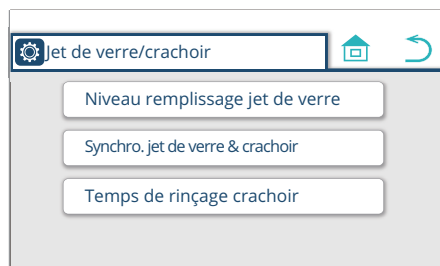 Jet de verre/crachoir
Niveau remplissage jet de verre
Synchro. jet de verre & crachoir
Temps de rinçage crachoir